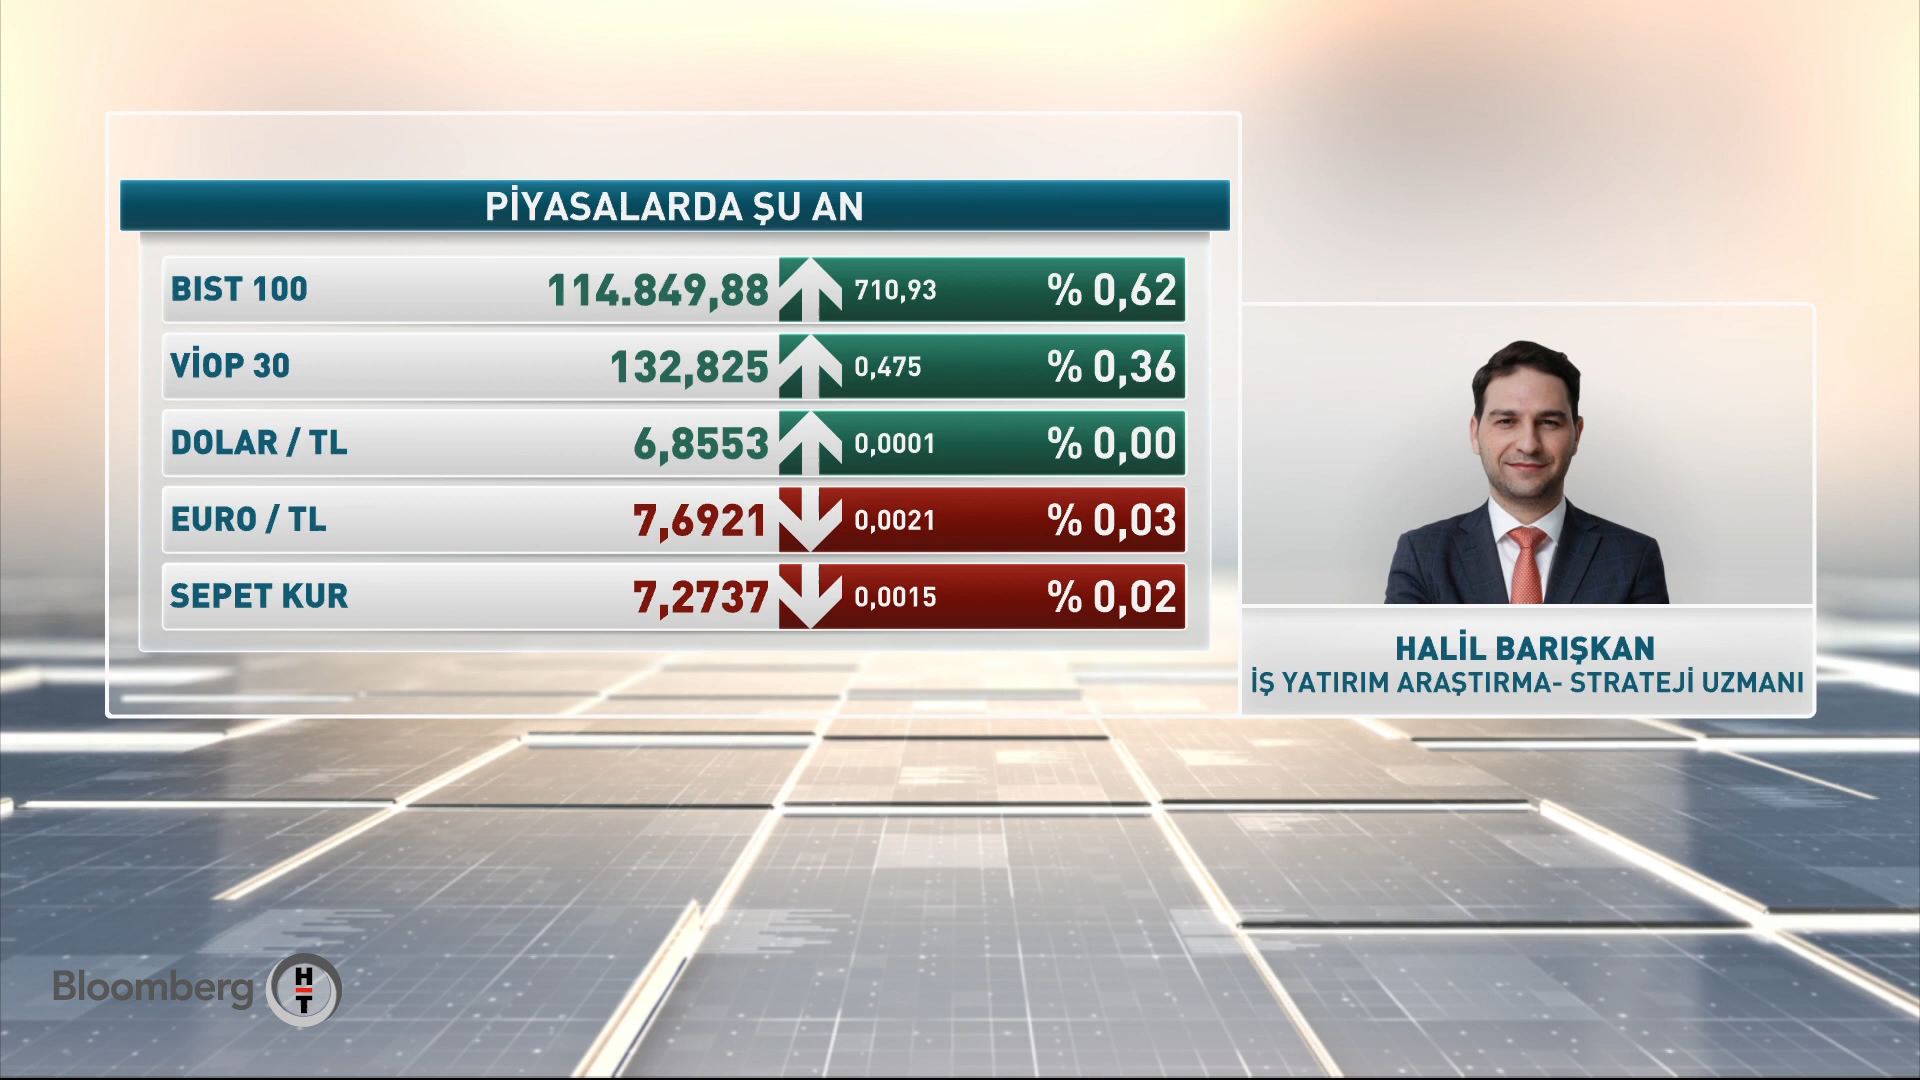 PİYASALARDA ŞU AN
BIST 100 114.849,88 710,93 % 0,62
VİOP 30 132,825 0,475 % 0,36
DOLAR / TL 6,8553 0,0001 % 0,00
EURO / TL 7,6921 0,0021 % 0,03
SEPET KUR 7,2737 0,0015 % 0,02
HALİL BARIŞKAN
İŞ YATIRIM ARAŞTIRMA- STRATEJİ UZMANI
Bloomberg HT